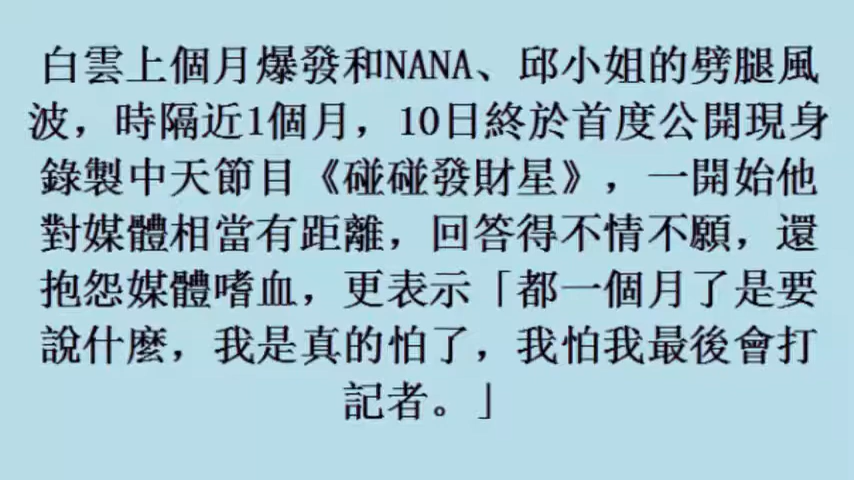 白雲上個月爆發和NANA、邱小姐的劈腿風
波，時隔近1個月，10日終於首度公開現身
錄製中天節目《碰碰發財星》，一開始他
對媒體相當有距離，回答得不情不願，還
抱怨媒體嗜血，更表示「都一個月了是要
說什麼，我是真的怕了，我怕我最後會打
記者。」